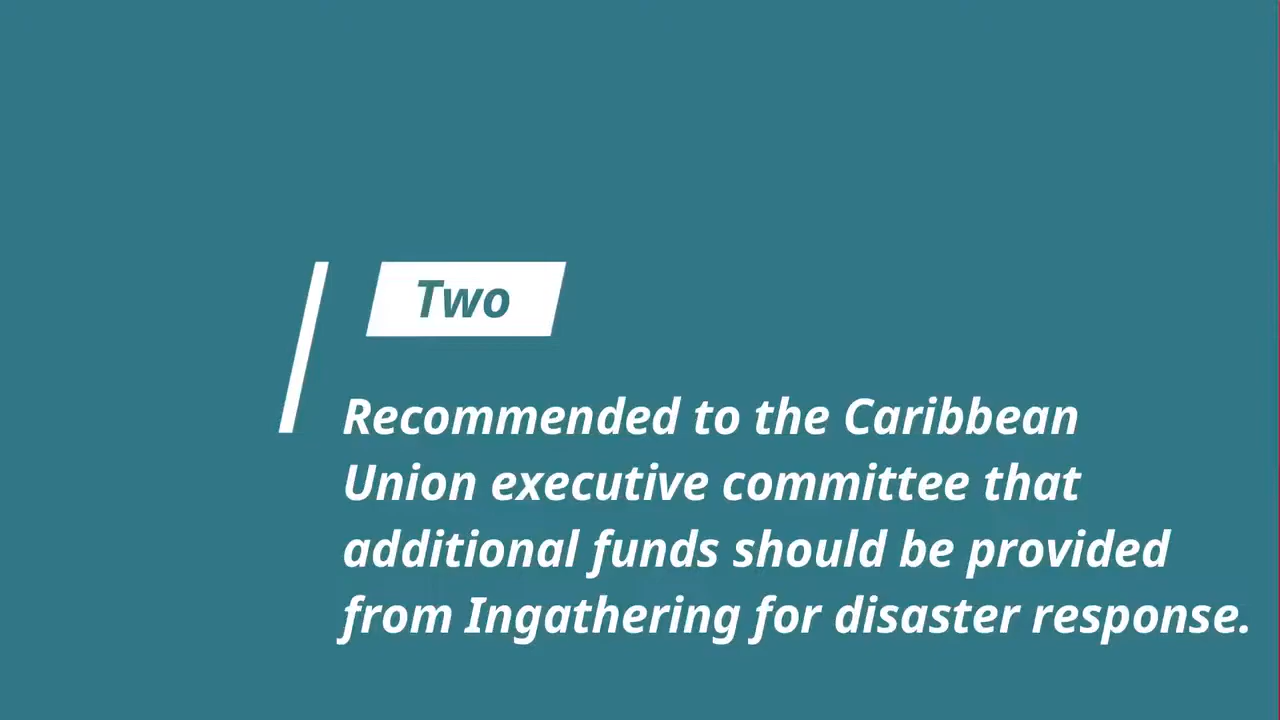 Two
Recommended to the Caribbean
Union executive committee that
additional funds should be provided
from Ingathering for disaster response.